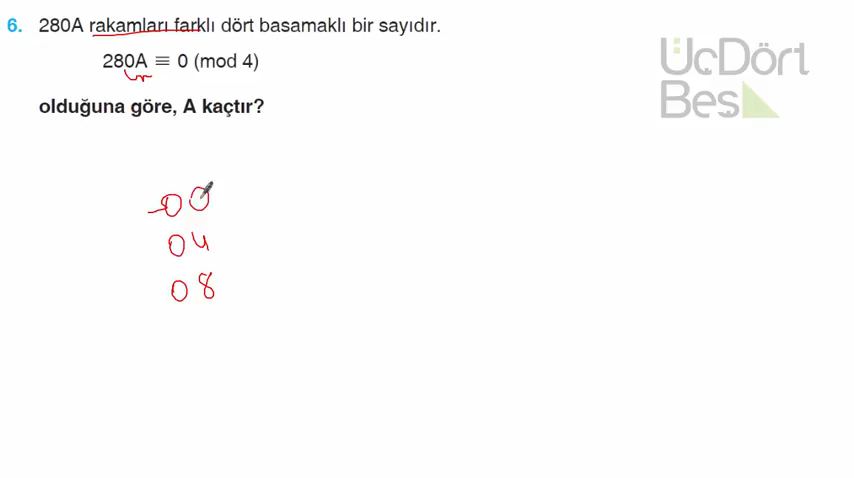 6. 280A rakamları farklı dört basamaklı bir sayıdır.
280A ≡ 0 (mod 4)
olduğuna göre, A kaçtır?
ÜçDört
Beş
00
04
08